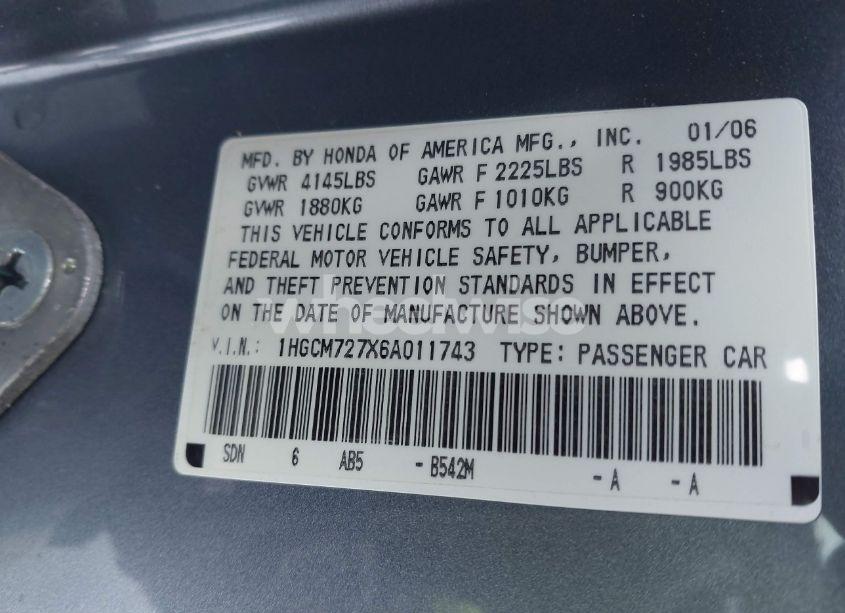 MFD. BY HONDA OF AMERICA MFG., INC. 01/06
GVWR 4145LBS GAWR F 2225LBS R 1985LBS
GVWR 1880KG GAWR F 1010KG R 900KG
THIS VEHICLE CONFORMS TO ALL APPLICABLE
FEDERAL MOTOR VEHICLE SAFETY, BUMPER,
AND THEFT PREVENTION STANDARDS IN EFFECT
ON THE DATE OF MANUFACTURE SHOWN ABOVE.
wheelwise
V.I.N.: 1HGCM727X6A011743 TYPE: PASSENGER CAR
SDN 6 AB5 - B542M - A - A